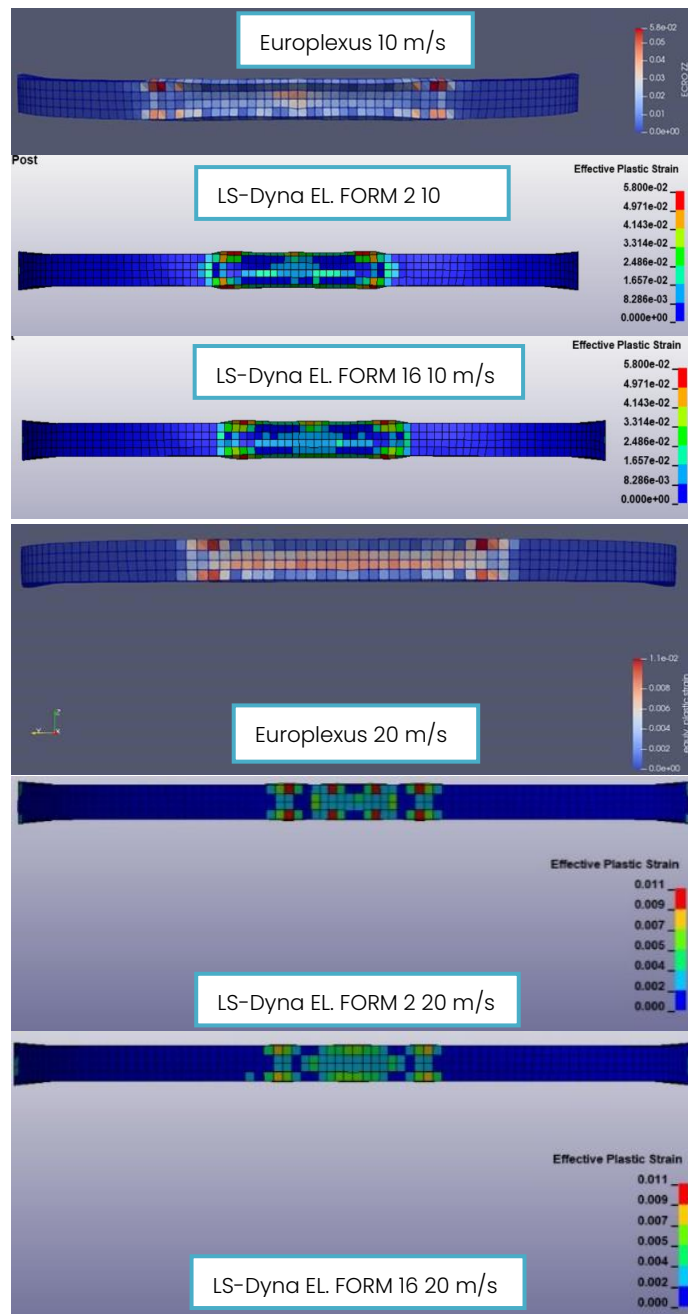 Europlexus 10 m/s
5.8e-02
0.05
0.04
0.03
0.02
0.01
0.0e+00
ECRO ZZ
Post
LS-Dyna EL. FORM 2 10
Effective Plastic Strain
5.800e-02
4.971e-02
4.143e-02
3.314e-02
2.486e-02
1.657e-02
8.286e-03
0.000e+00
LS-Dyna EL. FORM 16 10 m/s
Effective Plastic Strain
5.800e-02
4.971e-02
4.143e-02
3.314e-02
2.486e-02
1.657e-02
8.286e-03
0.000e+00
1.1e-02
0.008
0.006
0.004
0.002
0.0e+00
equiv. plastic strain
Europlexus 20 m/s
Effective Plastic Strain
0.011
0.009
0.007
0.005
0.004
0.002
0.000
LS-Dyna EL. FORM 2 20 m/s
Effective Plastic Strain
0.011
0.009
0.007
0.005
0.004
0.002
0.000
LS-Dyna EL. FORM 16 20 m/s